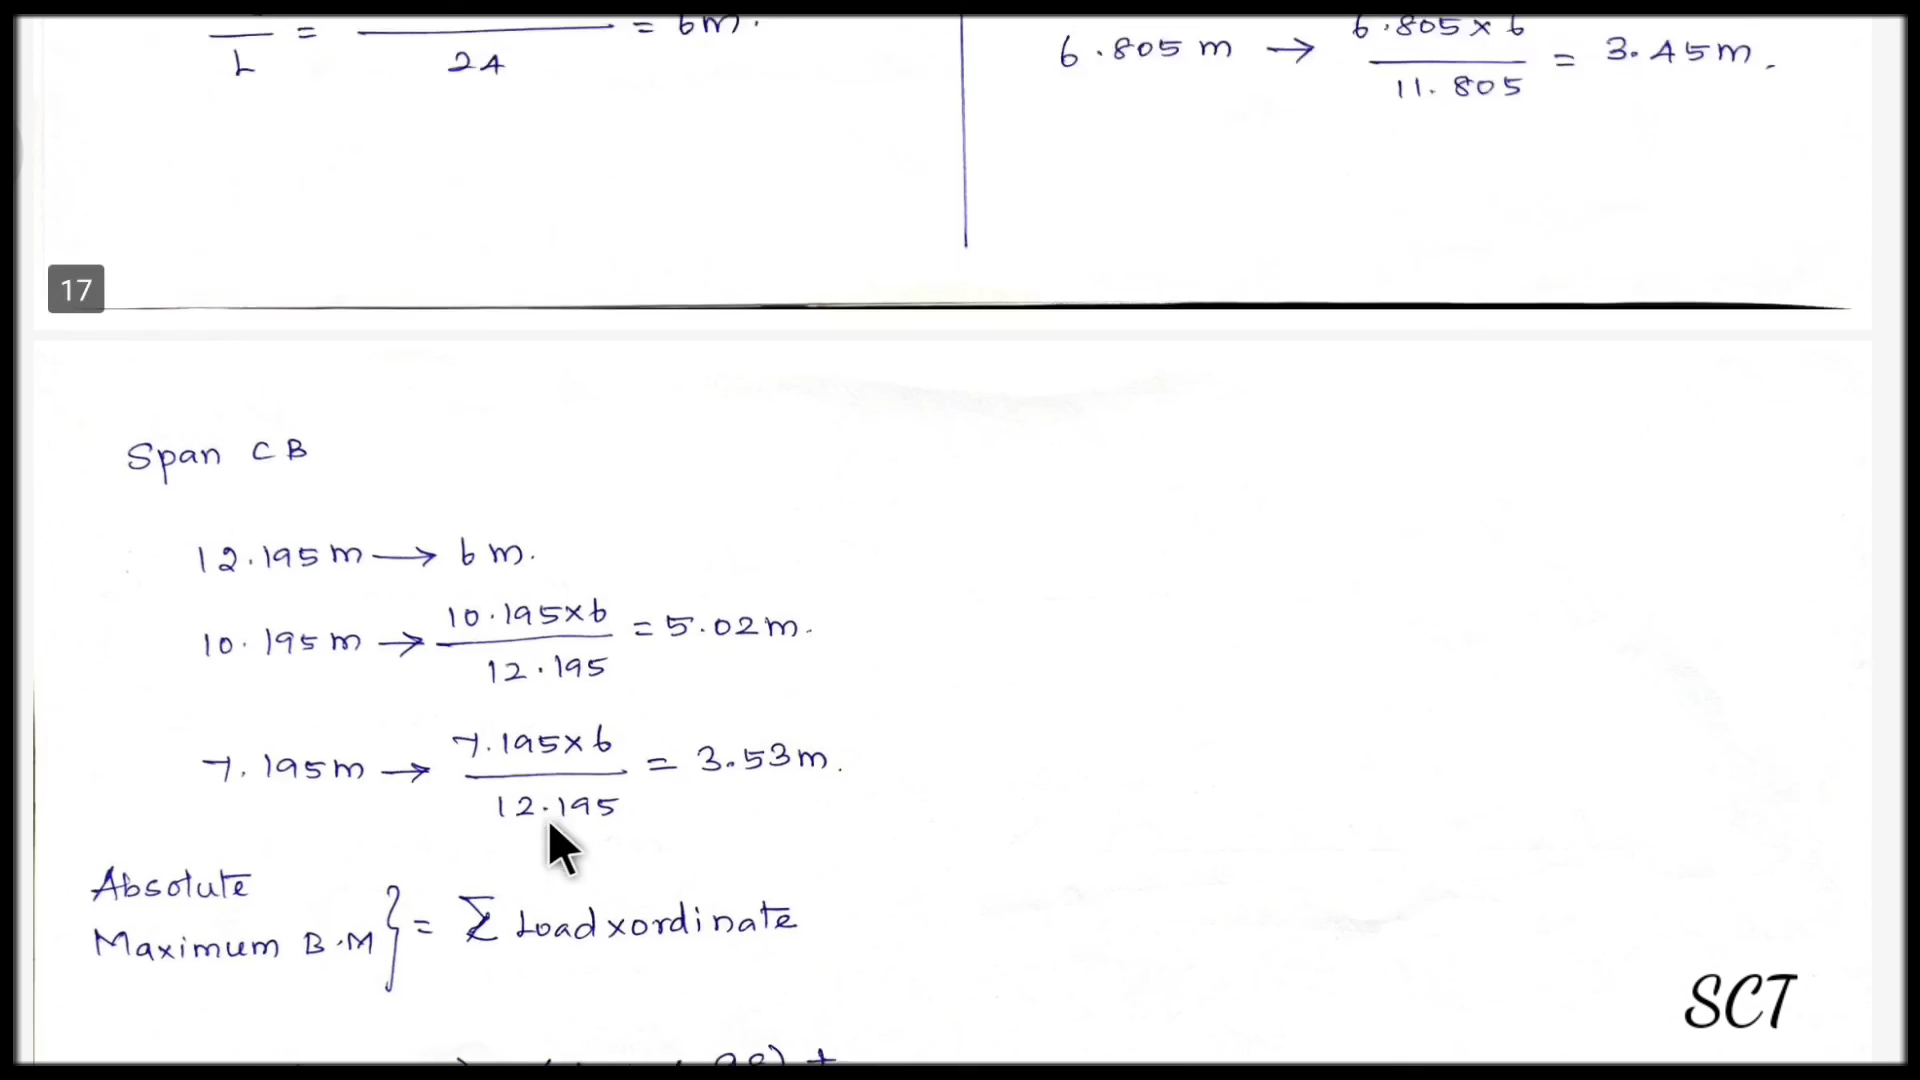 L = 24 = 6m.
6.805 m → 6.805 x 6 / 11.805 = 3.45m.
17
Span CB
12.195m → 6 m.
10.195 m → 10.195x6 / 12.195 = 5.02m.
7.195m → 7.195x6 / 12.195 = 3.53m.
Absolute
Maximum B.M } = Σ Load x ordinate
SCT